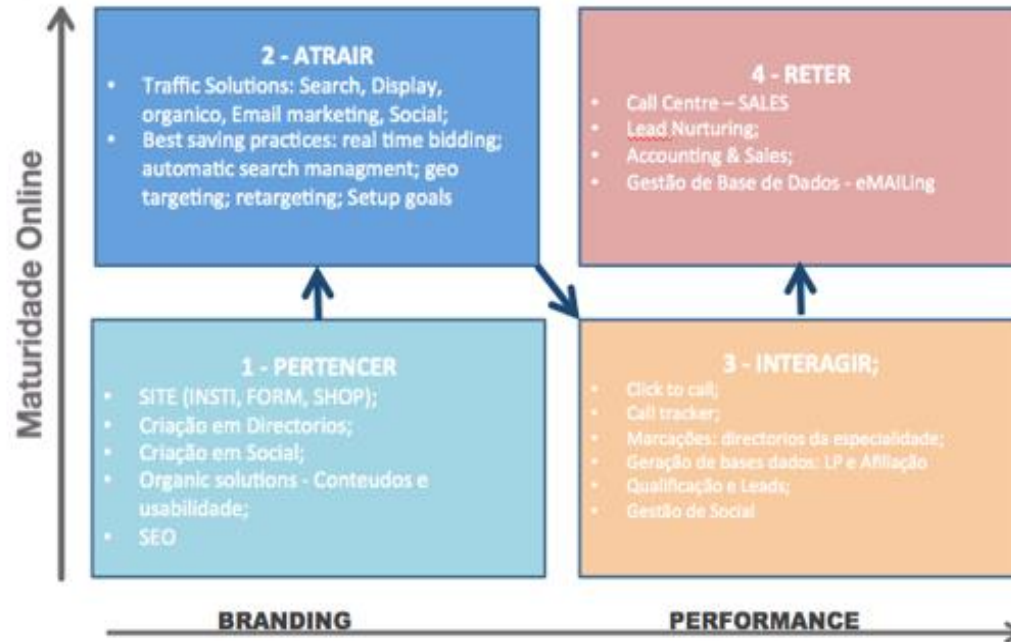 Maturidade Online
2 - ATRAIR
• Traffic Solutions: Search, Display,
organico, Email marketing, Social;
• Best saving practices: real time bidding;
automatic search managment; geo
targeting; retargeting; Setup goals
4 - RETER
• Call Centre – SALES
• Lead Nurturing;
• Accounting & Sales;
• Gestão de Base de Dados - eMAILing
1 - PERTENCER
• SITE (INSTI, FORM, SHOP);
• Criação em Directorios;
• Criação em Social;
• Organic solutions - Conteudos e
usabilidade;
• SEO
3 - INTERAGIR;
• Click to call;
• Call tracker;
• Marcações: directorios da especialidade;
• Geração de bases dados: LP e Afiliação
• Qualificação e Leads;
• Gestão de Social
BRANDING
PERFORMANCE